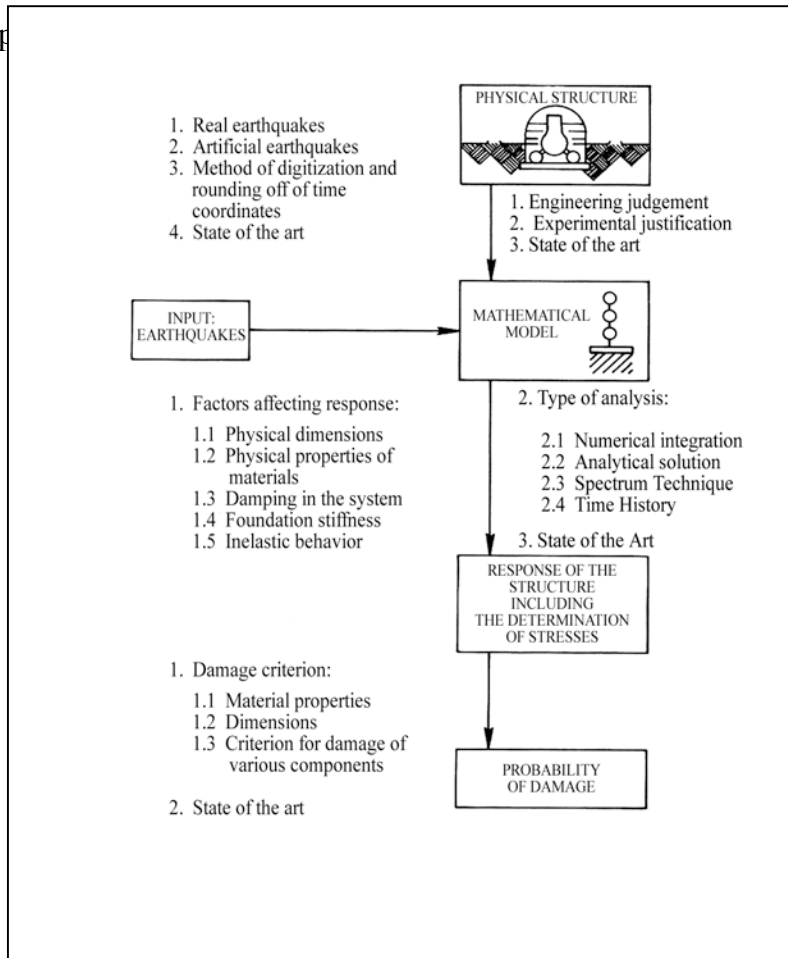 PHYSICAL STRUCTURE
1. Real earthquakes
2. Artificial earthquakes
3. Method of digitization and
rounding off of time
coordinates
4. State of the art
1. Engineering judgement
2. Experimental justification
3. State of the art
INPUT:
EARTHQUAKES
MATHEMATICAL
MODEL
1. Factors affecting response:
1.1 Physical dimensions
1.2 Physical properties of
materials
1.3 Damping in the system
1.4 Foundation stiffness
1.5 Inelastic behavior
2. Type of analysis:
2.1 Numerical integration
2.2 Analytical solution
2.3 Spectrum Technique
2.4 Time History
3. State of the Art
RESPONSE OF THE
STRUCTURE
INCLUDING
THE DETERMINATION
OF STRESSES
1. Damage criterion:
1.1 Material properties
1.2 Dimensions
1.3 Criterion for damage of
various components
2. State of the art
PROBABILITY
OF DAMAGE